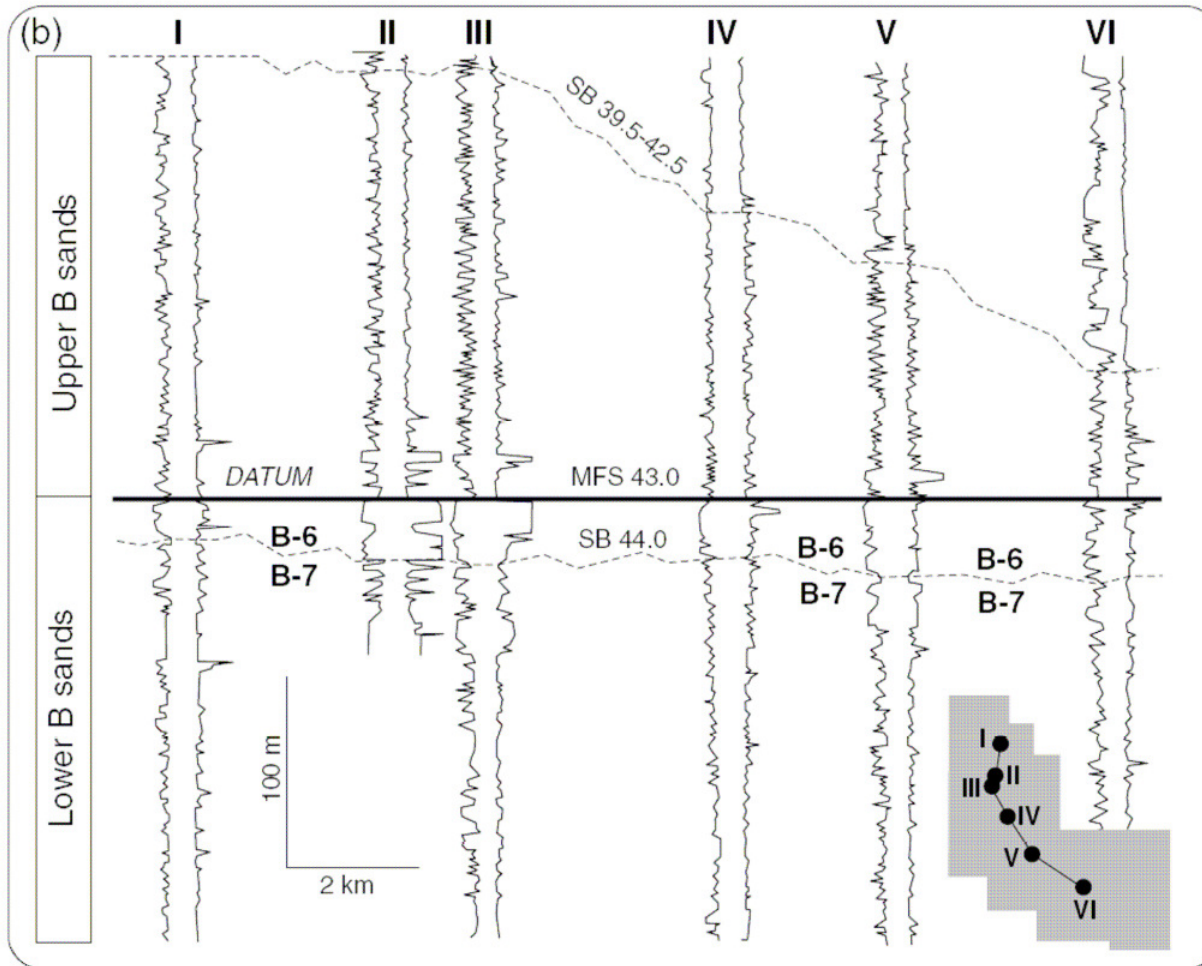 (b)
I II III IV V VI
SB 39.5-42.5
Upper B sands
DATUM MFS 43.0
B-6 SB 44.0 B-6 B-6
B-7 B-7 B-7
Lower B sands
100 m
2 km
I
II
III
IV
V
VI